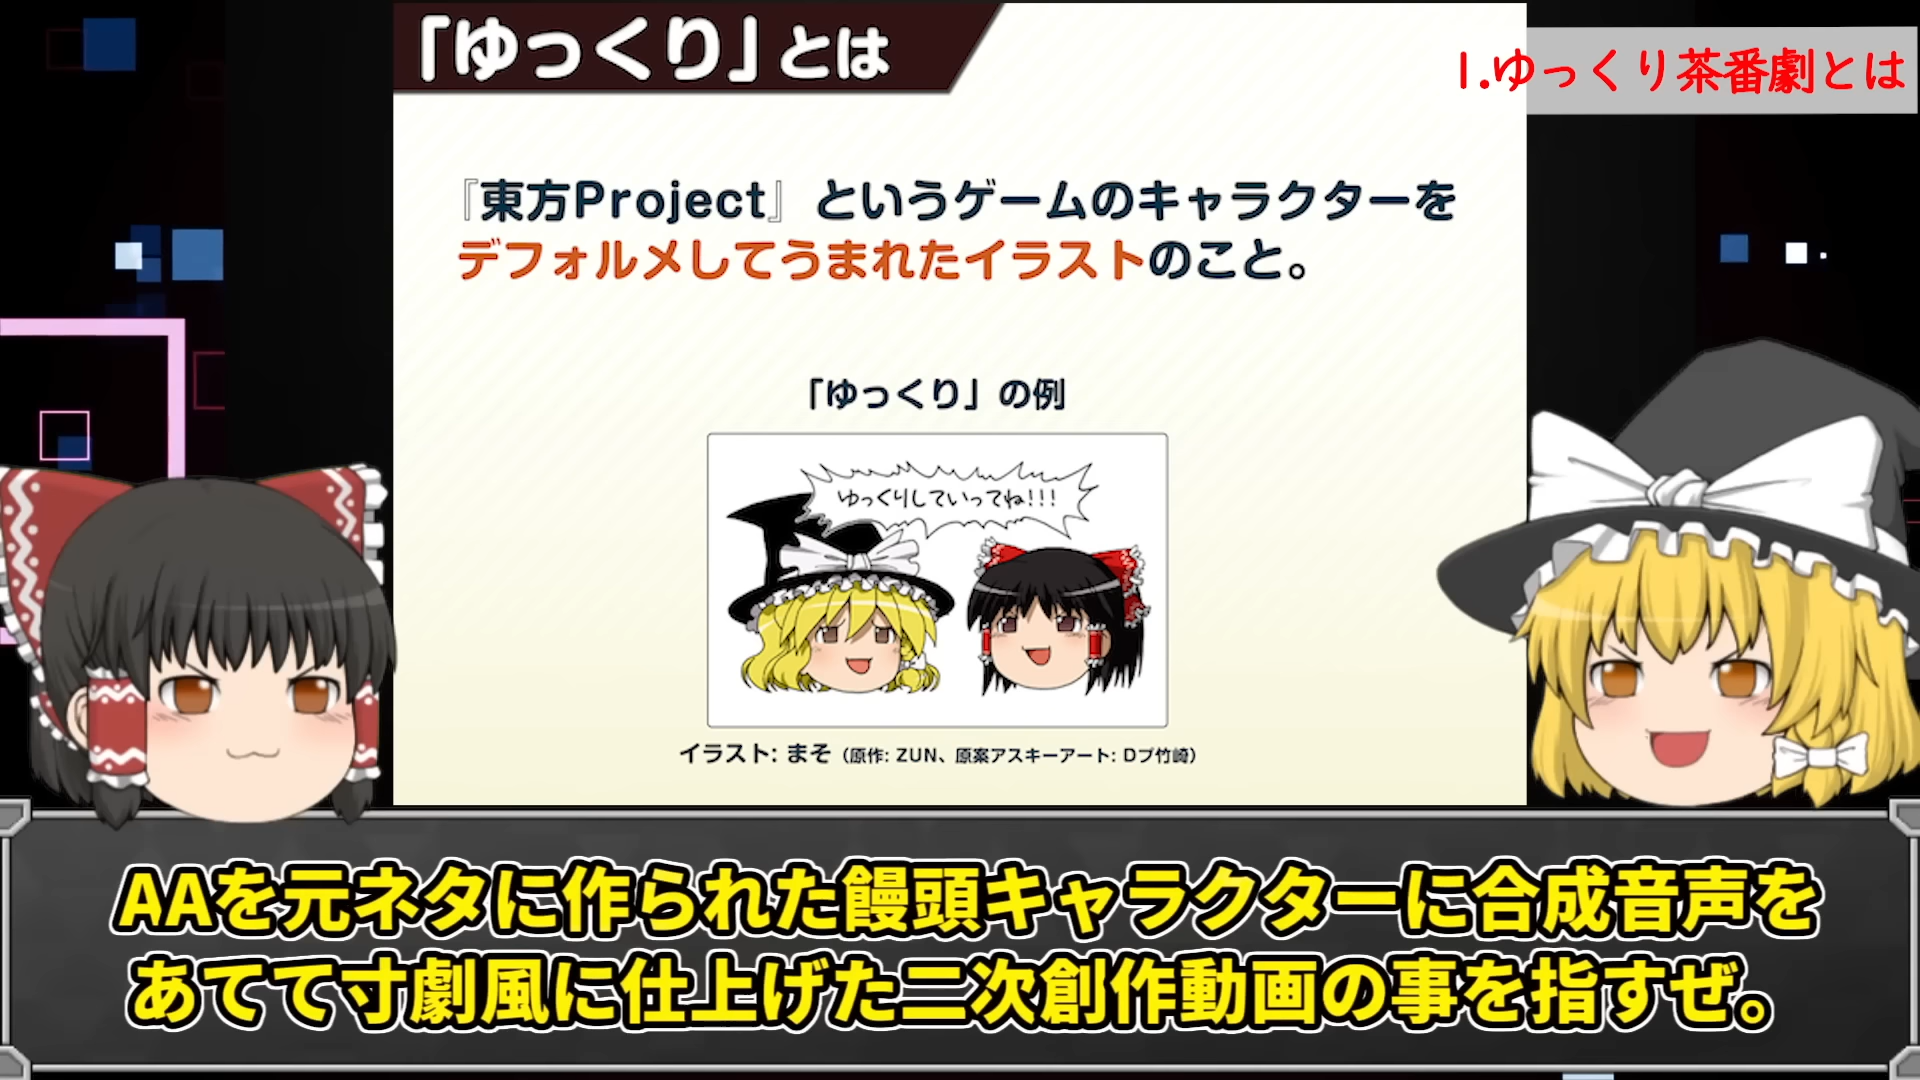 「ゆっくり」とは
1.ゆっくり茶番劇とは
『東方Project』というゲームのキャラクターを
デフォルメしてうまれたイラストのこと。
「ゆっくり」の例
ゆっくりしていってね!!!
イラスト: まそ（原作: ZUN、原案アスキーアート: Dプ竹崎）
AAを元ネタに作られた饅頭キャラクターに合成音声を
あてて寸劇風に仕上げた二次創作動画の事を指すぜ。